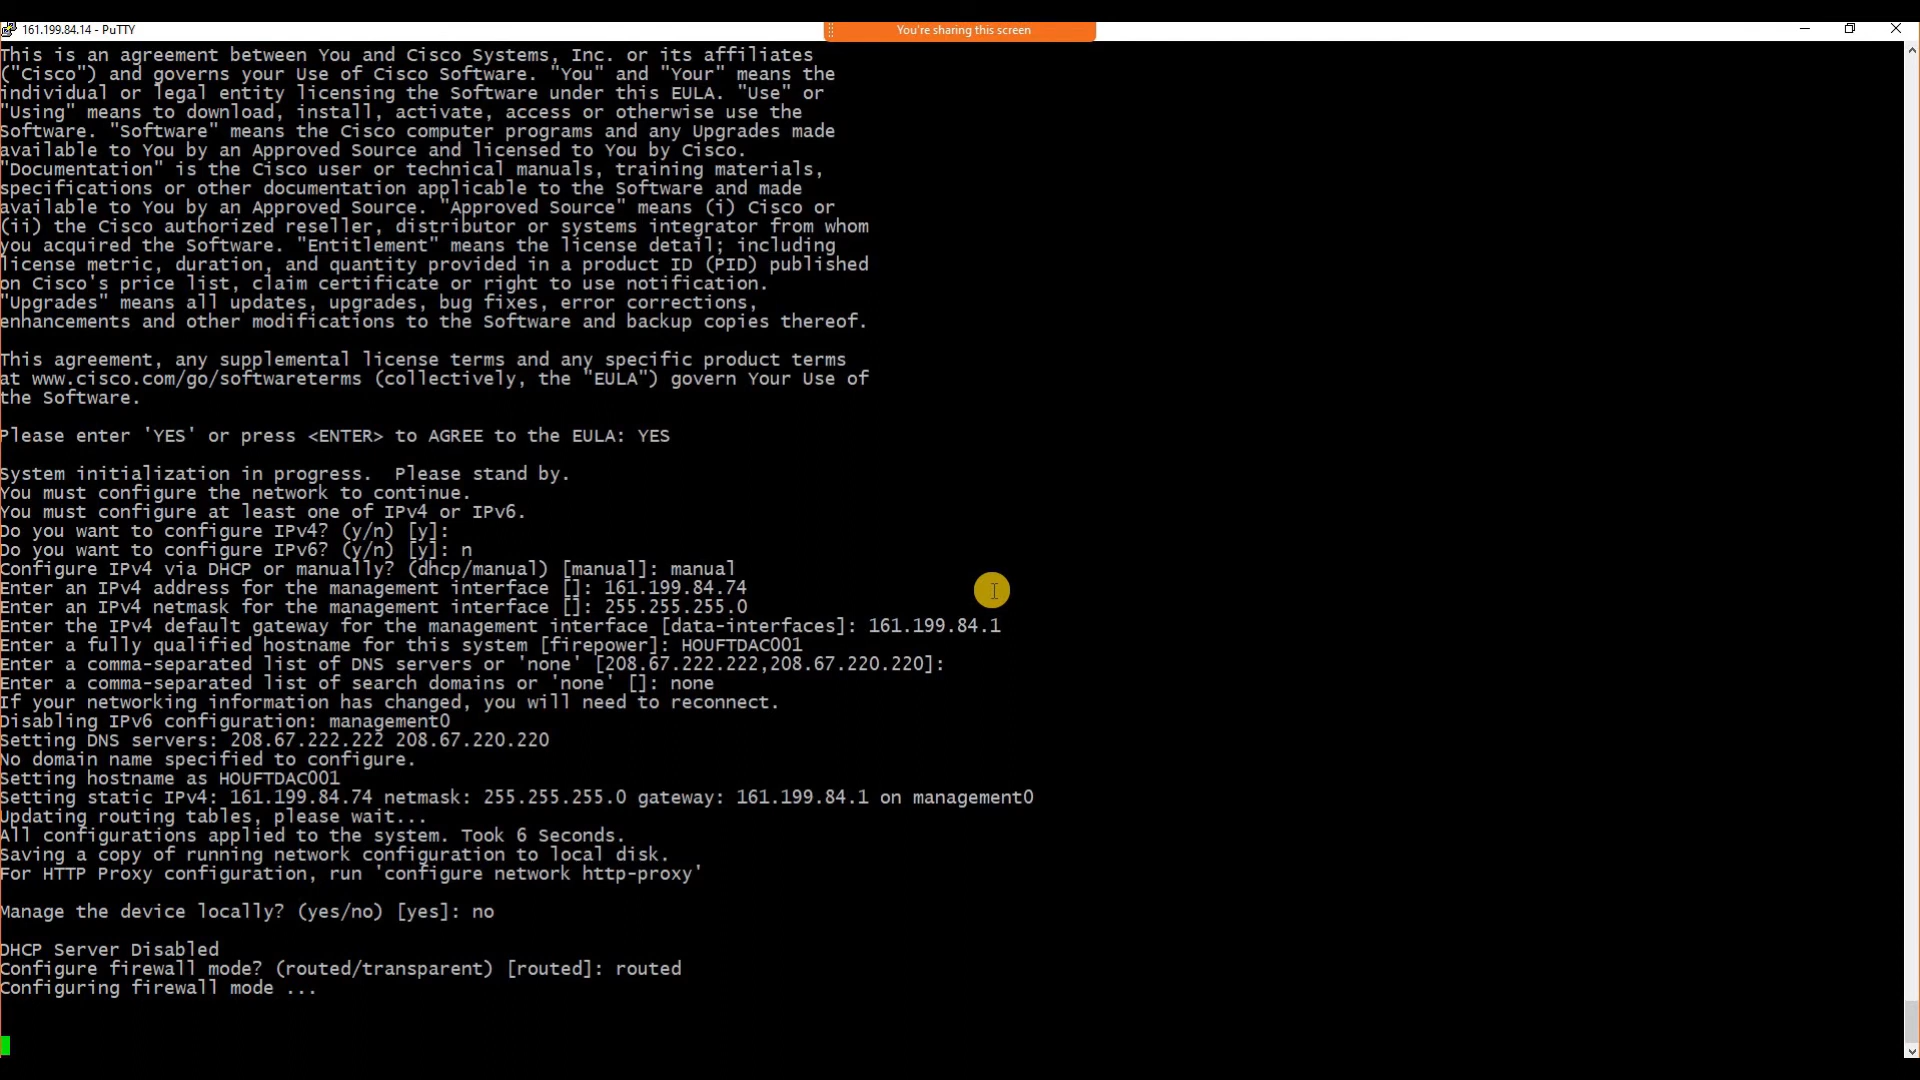 161.199.84.14 - PuTTY
You're sharing this screen
This is an agreement between You and Cisco Systems, Inc. or its affiliates
("Cisco") and governs your Use of Cisco Software. "You" and "Your" means the
individual or legal entity licensing the Software under this EULA. "Use" or
"Using" means to download, install, activate, access or otherwise use the
Software. "Software" means the Cisco computer programs and any Upgrades made
available to You by an Approved Source and licensed to You by Cisco.
"Documentation" is the Cisco user or technical manuals, training materials,
specifications or other documentation applicable to the Software and made
available to You by an Approved Source. "Approved Source" means (i) Cisco or
(ii) the Cisco authorized reseller, distributor or systems integrator from whom
you acquired the Software. "Entitlement" means the license detail; including
license metric, duration, and quantity provided in a product ID (PID) published
on Cisco's price list, claim certificate or right to use notification.
"Upgrades" means all updates, upgrades, bug fixes, error corrections,
enhancements and other modifications to the Software and backup copies thereof.
This agreement, any supplemental license terms and any specific product terms
at www.cisco.com/go/softwareterms (collectively, the "EULA") govern Your Use of
the Software.
Please enter 'YES' or press <ENTER> to AGREE to the EULA: YES
System initialization in progress.  Please stand by.
You must configure the network to continue.
You must configure at least one of IPv4 or IPv6.
Do you want to configure IPv4? (y/n) [y]:
Do you want to configure IPv6? (y/n) [y]: n
Configure IPv4 via DHCP or manually? (dhcp/manual) [manual]: manual
Enter an IPv4 address for the management interface []: 161.199.84.74
Enter an IPv4 netmask for the management interface []: 255.255.255.0
Enter the IPv4 default gateway for the management interface [data-interfaces]: 161.199.84.1
Enter a fully qualified hostname for this system [firepower]: HOUFTDAC001
Enter a comma-separated list of DNS servers or 'none' [208.67.222.222,208.67.220.220]:
Enter a comma-separated list of search domains or 'none' []: none
If your networking information has changed, you will need to reconnect.
Disabling IPv6 configuration: management0
Setting DNS servers: 208.67.222.222 208.67.220.220
No domain name specified to configure.
Setting hostname as HOUFTDAC001
Setting static IPv4: 161.199.84.74 netmask: 255.255.255.0 gateway: 161.199.84.1 on management0
Updating routing tables, please wait...
All configurations applied to the system. Took 6 Seconds.
Saving a copy of running network configuration to local disk.
For HTTP Proxy configuration, run 'configure network http-proxy'
Manage the device locally? (yes/no) [yes]: no
DHCP Server Disabled
Configure firewall mode? (routed/transparent) [routed]: routed
Configuring firewall mode ...